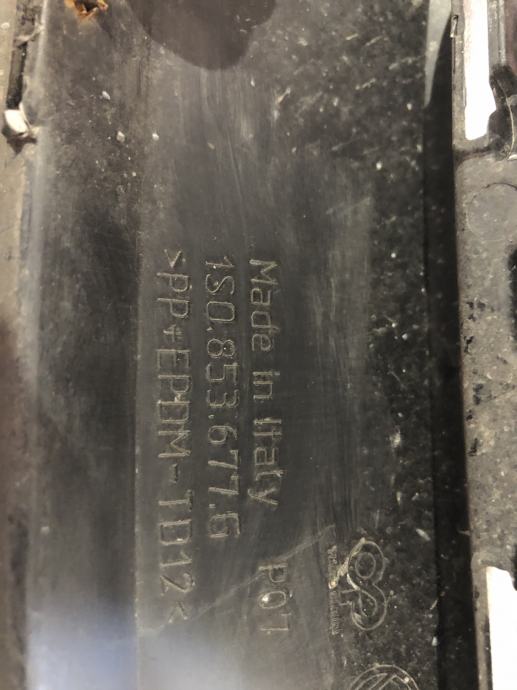 Made in Italy P01
1S0.853.677.G
>PP+EPDM-TD12<